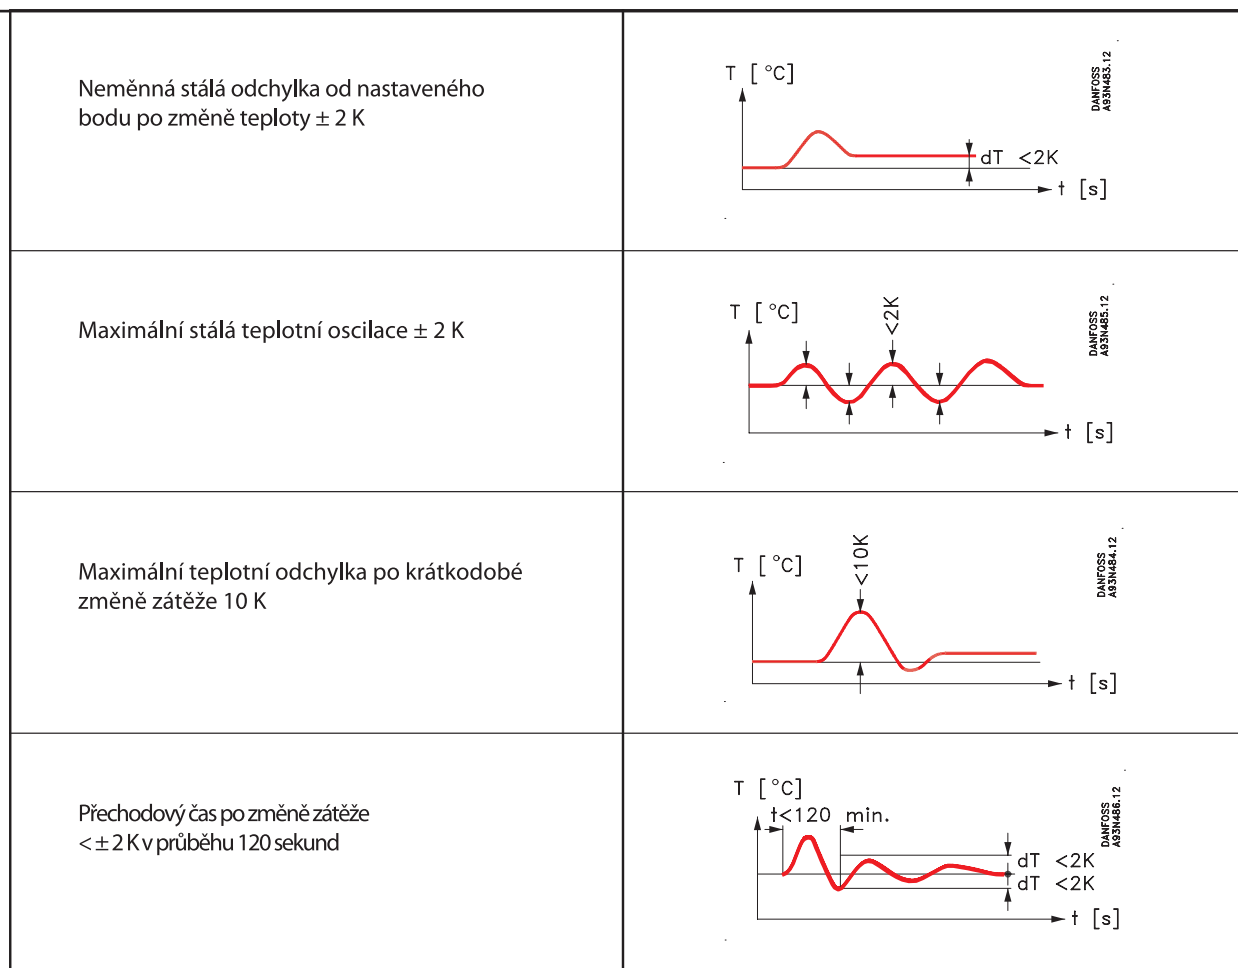 Neměnná stálá odchylka od nastaveného
bodu po změně teploty ± 2 K
T [°C]
dT <2K
t [s]
DANFOSS
A93N483.12
Maximální stálá teplotní oscilace ± 2 K
T [°C]
<2K
t [s]
DANFOSS
A93N485.12
Maximální teplotní odchylka po krátkodobé
změně zátěže 10 K
T [°C]
<10K
t [s]
DANFOSS
A93N484.12
Přechodový čas po změně zátěže
< ± 2 K v průběhu 120 sekund
T [°C]
t<120 min.
dT <2K
dT <2K
t [s]
DANFOSS
A93N486.12